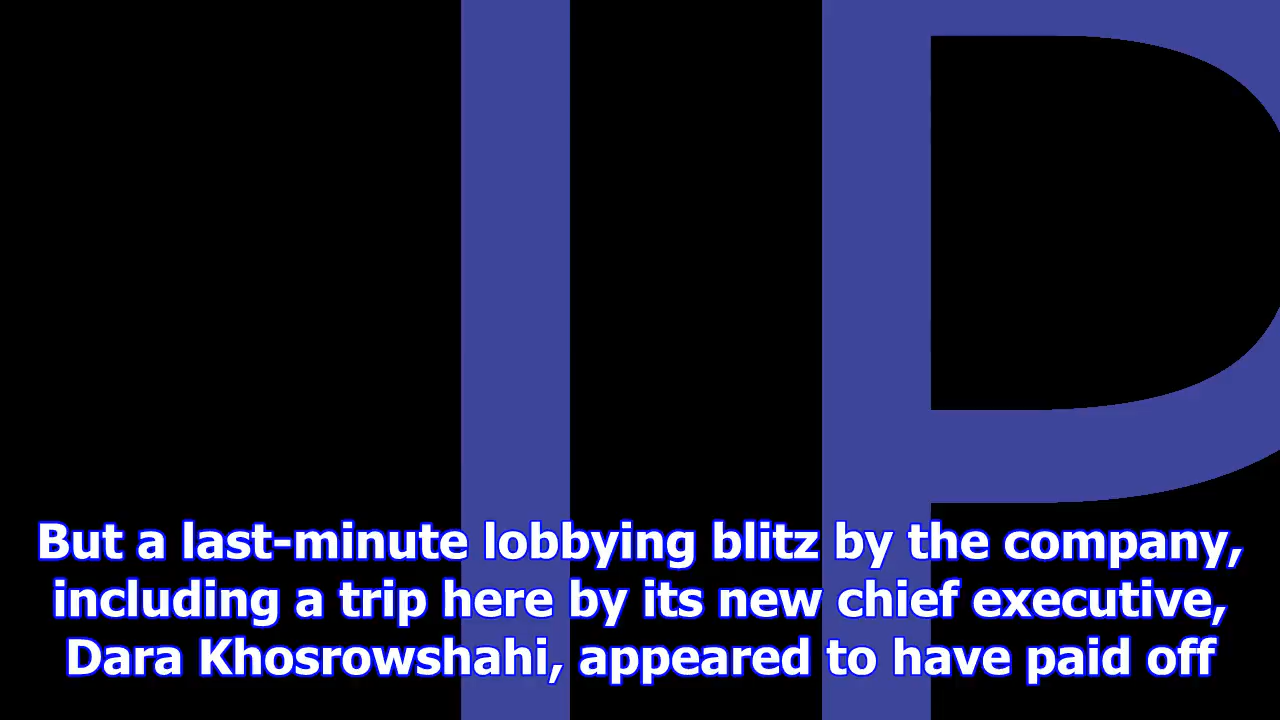 IP
But a last-minute lobbying blitz by the company,
including a trip here by its new chief executive,
Dara Khosrowshahi, appeared to have paid off